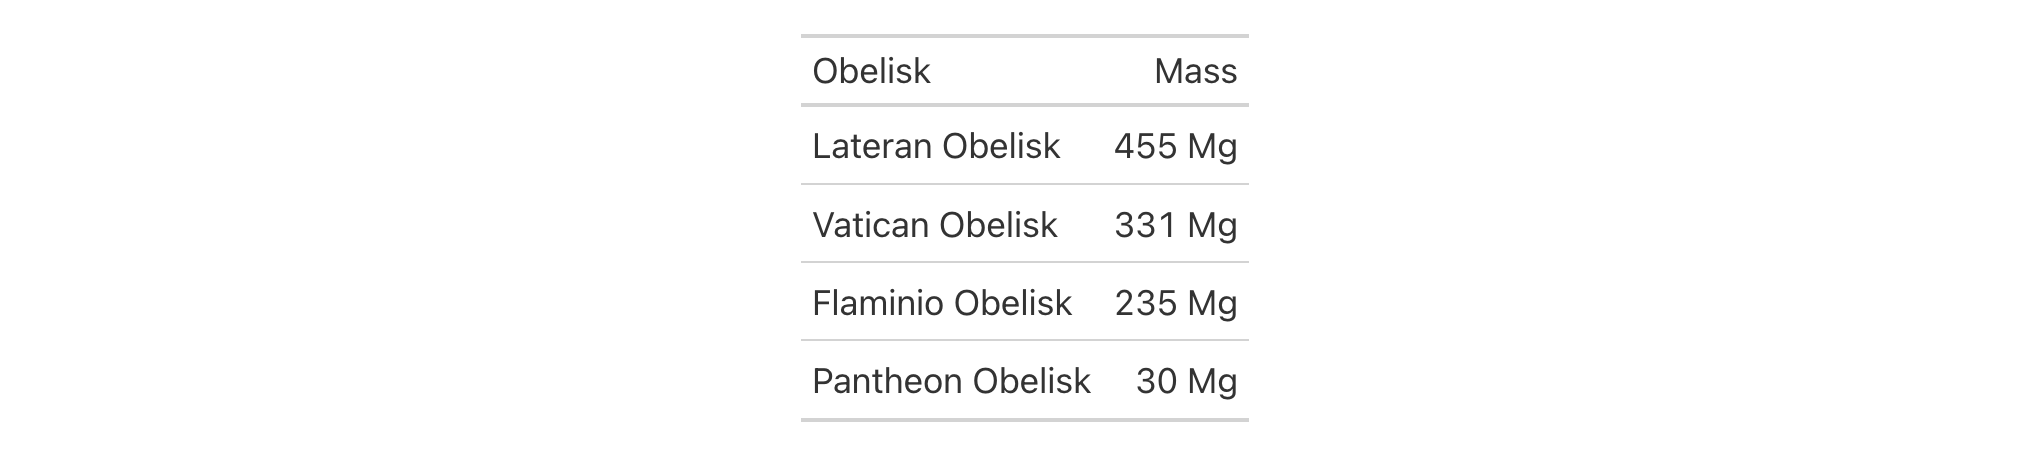 Obelisk Mass
Lateran Obelisk 455 Mg
Vatican Obelisk 331 Mg
Flaminio Obelisk 235 Mg
Pantheon Obelisk 30 Mg